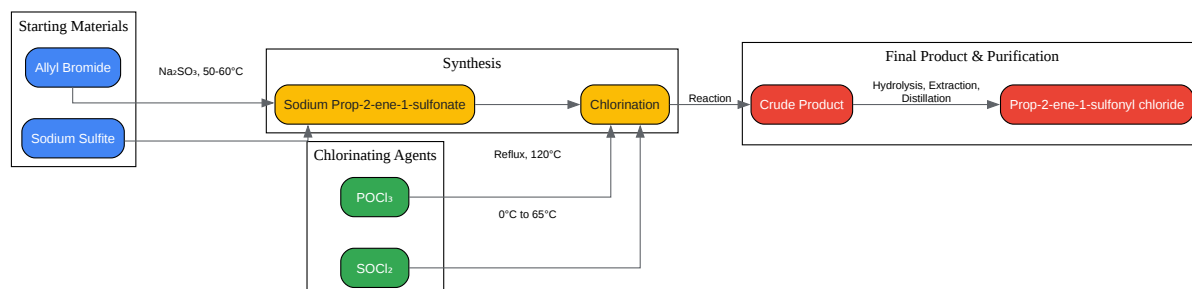 Starting Materials
Allyl Bromide
Sodium Sulfite
Na₂SO₃, 50-60°C
Synthesis
Sodium Prop-2-ene-1-sulfonate
Chlorination
Chlorinating Agents
POCl₃
SOCl₂
Reflux, 120°C
0°C to 65°C
Reaction
Final Product & Purification
Crude Product
Hydrolysis, Extraction,
Distillation
Prop-2-ene-1-sulfonyl chloride